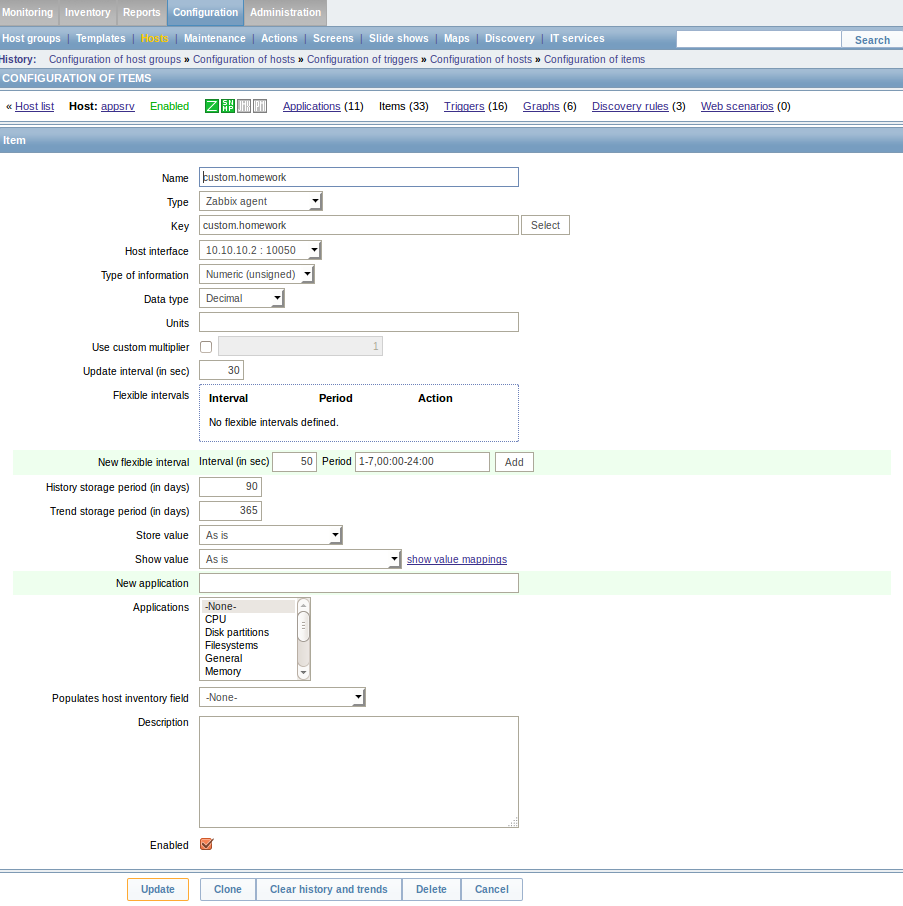 Monitoring Inventory Reports Configuration Administration
Host groups | Templates | Hosts | Maintenance | Actions | Screens | Slide shows | Maps | Discovery | IT services Search
History: Configuration of host groups » Configuration of hosts » Configuration of triggers » Configuration of hosts » Configuration of items
CONFIGURATION OF ITEMS
« Host list Host: appsrv Enabled Applications (11) Items (33) Triggers (16) Graphs (6) Discovery rules (3) Web scenarios (0)
Item
Name custom.homework
Type Zabbix agent
Key custom.homework Select
Host interface 10.10.10.2 : 10050
Type of information Numeric (unsigned)
Data type Decimal
Units
Use custom multiplier 1
Update interval (in sec) 30
Flexible intervals Interval Period Action
No flexible intervals defined.
New flexible interval Interval (in sec) 50 Period 1-7,00:00-24:00 Add
History storage period (in days) 90
Trend storage period (in days) 365
Store value As is
Show value As is show value mappings
New application
Applications -None-
CPU
Disk partitions
Filesystems
General
Memory
Populates host inventory field -None-
Description
Enabled
Update Clone Clear history and trends Delete Cancel